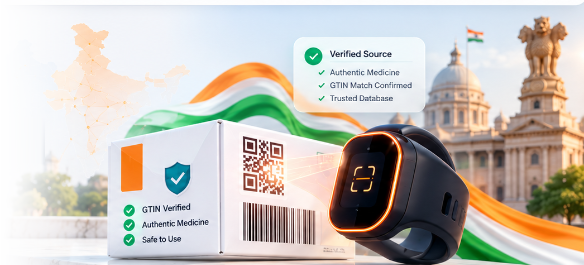 Verified Source
Authentic Medicine
GTIN Match Confirmed
Trusted Database
GTIN Verified
Authentic Medicine
Safe to Use